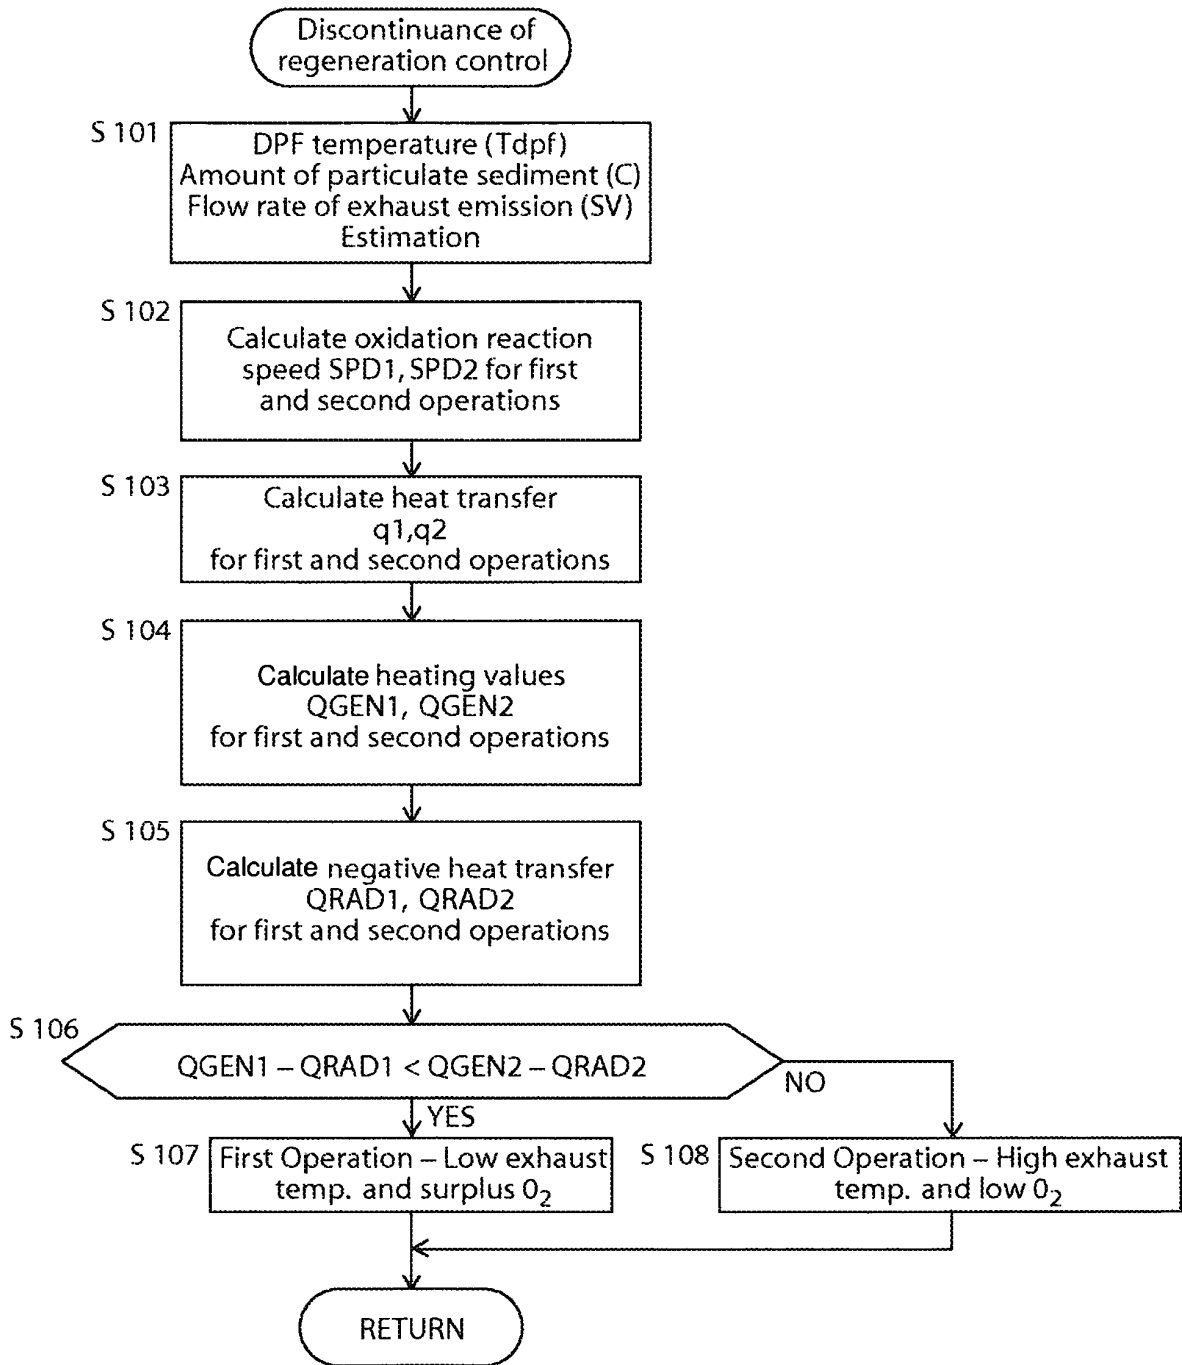 Discontinuance of
regeneration control
S 101
DPF temperature (Tdpf)
Amount of particulate sediment (C)
Flow rate of exhaust emission (SV)
Estimation
S 102
Calculate oxidation reaction
speed SPD1, SPD2 for first
and second operations
S 103
Calculate heat transfer
q1,q2
for first and second operations
S 104
Calculate heating values
QGEN1, QGEN2
for first and second operations
S 105
Calculate negative heat transfer
QRAD1, QRAD2
for first and second operations
S 106
QGEN1 – QRAD1 < QGEN2 – QRAD2
NO
YES
S 107
First Operation – Low exhaust
temp. and surplus 0₂
S 108
Second Operation – High exhaust
temp. and low 0₂
RETURN